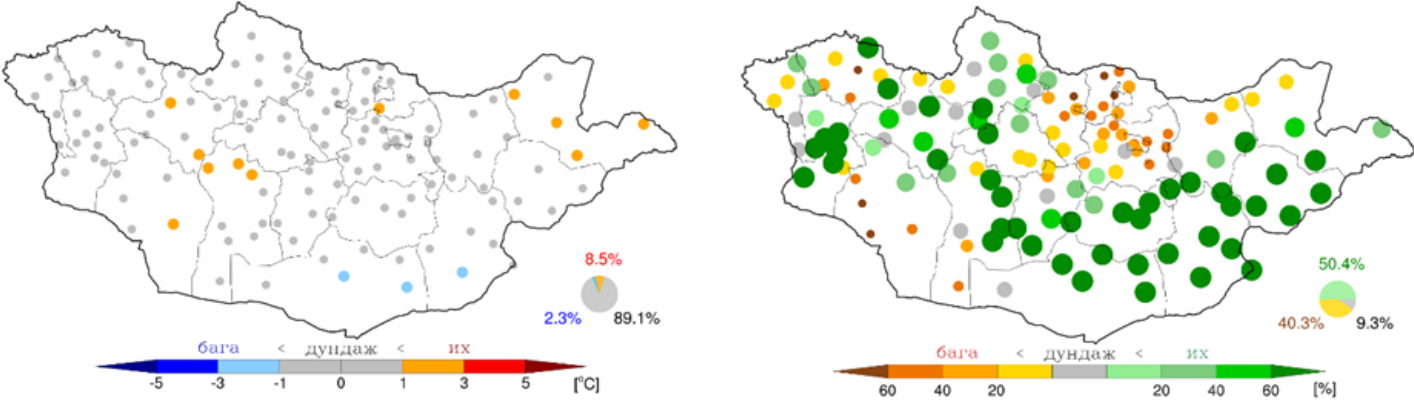 8.5%
2.3% 89.1%
бага < дундаж < их
-5 -3 -1 0 1 3 5 [°C]
50.4%
40.3% 9.3%
бага < дундаж < их
60 40 20 20 40 60 [%]